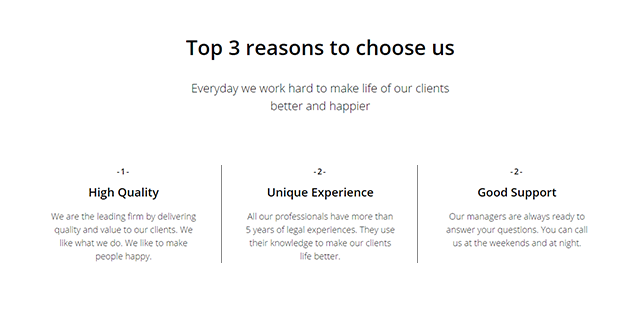 Top 3 reasons to choose us
Everyday we work hard to make life of our clients
better and happier
-1-
High Quality
We are the leading firm by delivering
quality and value to our clients. We
like what we do. We like to make
people happy.
-2-
Unique Experience
All our professionals have more than
5 years of legal experiences. They use
their knowledge to make our clients
life better.
-2-
Good Support
Our managers are always ready to
answer your questions. You can call
us at the weekends and at night.